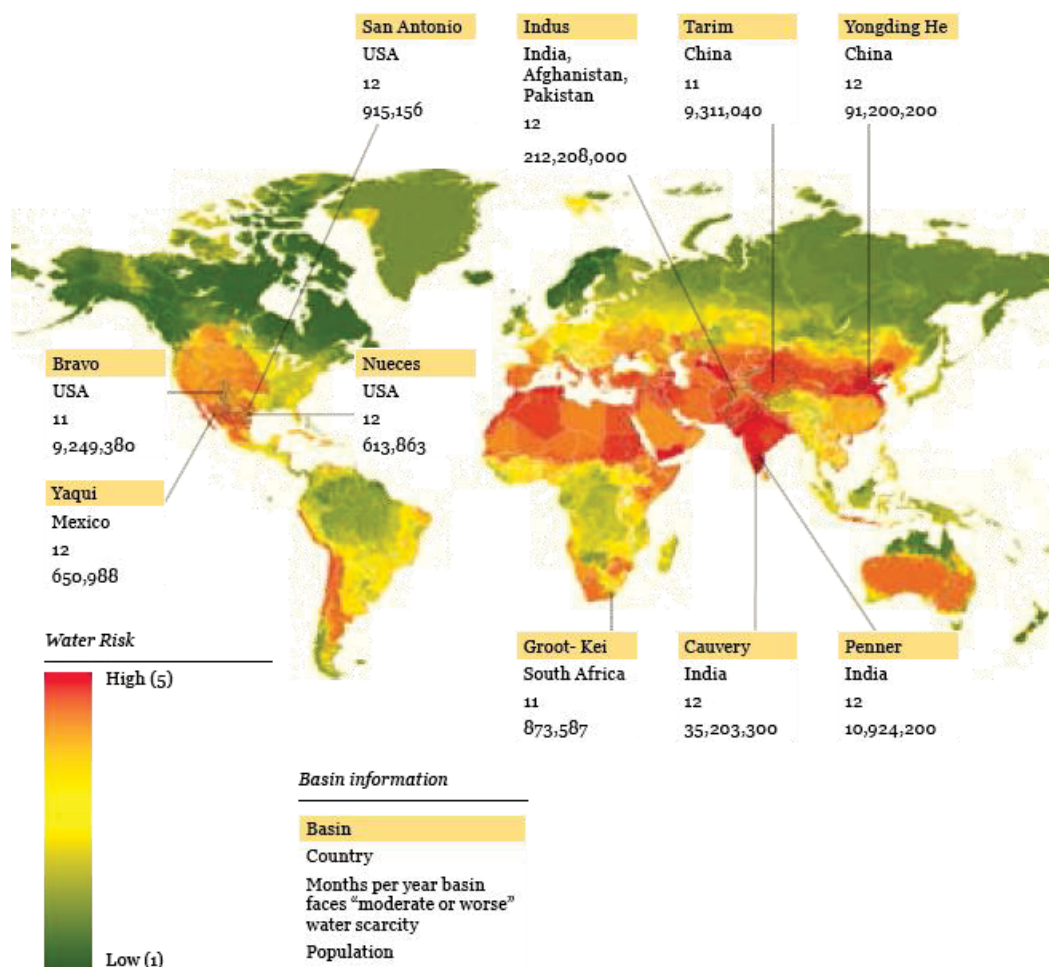 San Antonio
USA
12
915,156
Indus
India,
Afghanistan,
Pakistan
12
212,208,000
Tarim
China
11
9,311,040
Yongding He
China
12
91,200,200
Bravo
USA
11
9,249,380
Nueces
USA
12
613,863
Yaqui
Mexico
12
650,988
Groot- Kei
South Africa
11
873,587
Cauvery
India
12
35,203,300
Penner
India
12
10,924,200
Water Risk
High (5)
Low (1)
Basin information
Basin
Country
Months per year basin
faces “moderate or worse”
water scarcity
Population